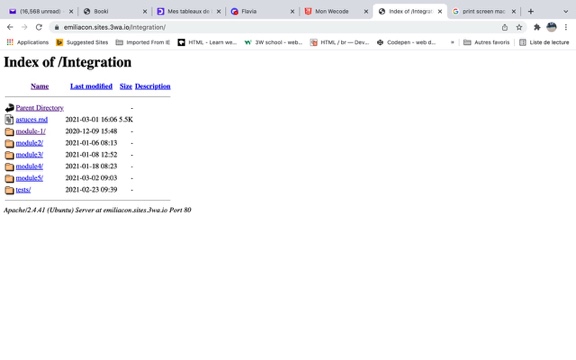 (16,568 unread)
Booki
Mes tableaux de
Flavia
Mon Wecode
Index of /Integrat
print screen mac
emiliacon.sites.3wa.io/integration/
Applications
Suggested Sites
Imported From IE
HTML - Learn we...
3W school - web...
HTML / br — Dev...
Codepen - web d...
»
Autres favoris
Liste de lecture
Index of /Integration
Name Last modified Size Description
Parent Directory -
astuces.md 2021-03-01 16:06 5.5K
module-1/ 2020-12-09 15:48 -
module2/ 2021-01-06 08:13 -
module3/ 2021-01-08 12:52 -
module4/ 2021-01-18 08:23 -
module5/ 2021-03-02 09:03 -
tests/ 2021-02-23 09:39 -
Apache/2.4.41 (Ubuntu) Server at emiliacon.sites.3wa.io Port 80